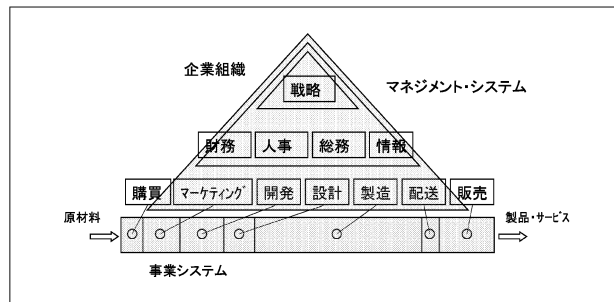 企業組織
マネジメント・システム
戦略
財務 人事 総務 情報
購買 マーケティング 開発 設計 製造 配送 販売
原材料 製品・サービス
事業システム